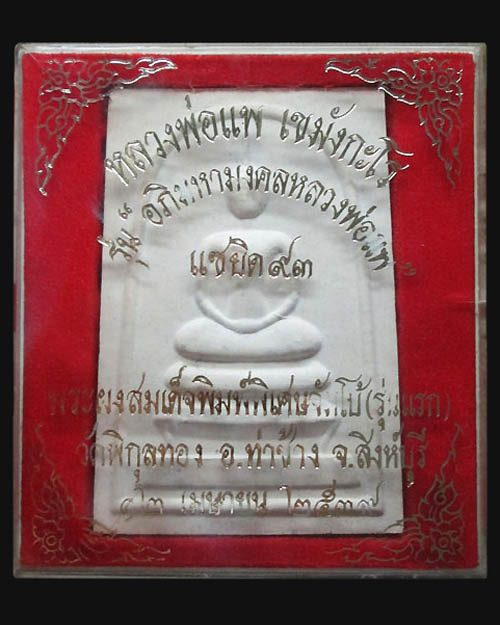 หลวงพ่อแพ เขมังกะโร
รุ่น "อภิมหามงคลหลวงพ่อแพ"
แซยิด ๙๓
พระผงสมเด็จพิมพ์พิเศษจัมโบ้(รุ่นแรก)
วัดพิกุลทอง อ.ท่าช้าง จ.สิงห์บุรี
๑๒ เมษายน ๒๕๓๙